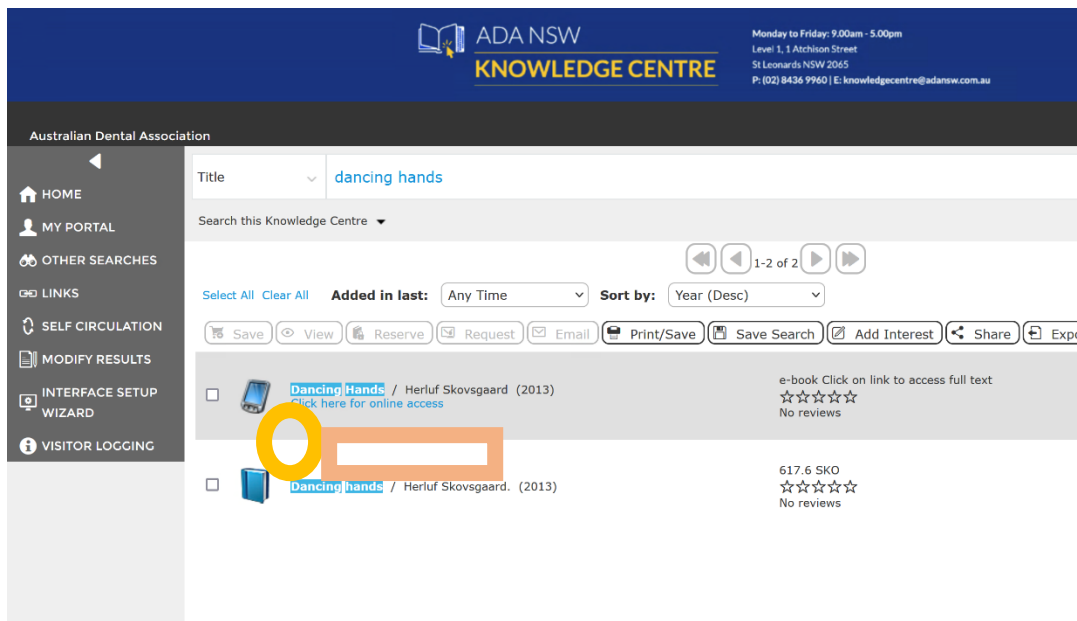 ADA NSW
KNOWLEDGE CENTRE
Monday to Friday: 9.00am - 5.00pm
Level 1, 1 Atchison Street
St Leonards NSW 2065
P: (02) 8436 9960 | E: knowledgecentre@adansw.com.au
Australian Dental Association
HOME
MY PORTAL
OTHER SEARCHES
LINKS
SELF CIRCULATION
MODIFY RESULTS
INTERFACE SETUP
WIZARD
VISITOR LOGGING
Title dancing hands
Search this Knowledge Centre
1-2 of 2
Select All Clear All Added in last: Any Time Sort by: Year (Desc)
Save View Reserve Request Email Print/Save Save Search Add Interest Share Expo
Dancing Hands / Herluf Skovsgaard (2013)
Click here for online access
e-book Click on link to access full text
No reviews
Dancing hands / Herluf Skovsgaard. (2013)
617.6 SKO
No reviews